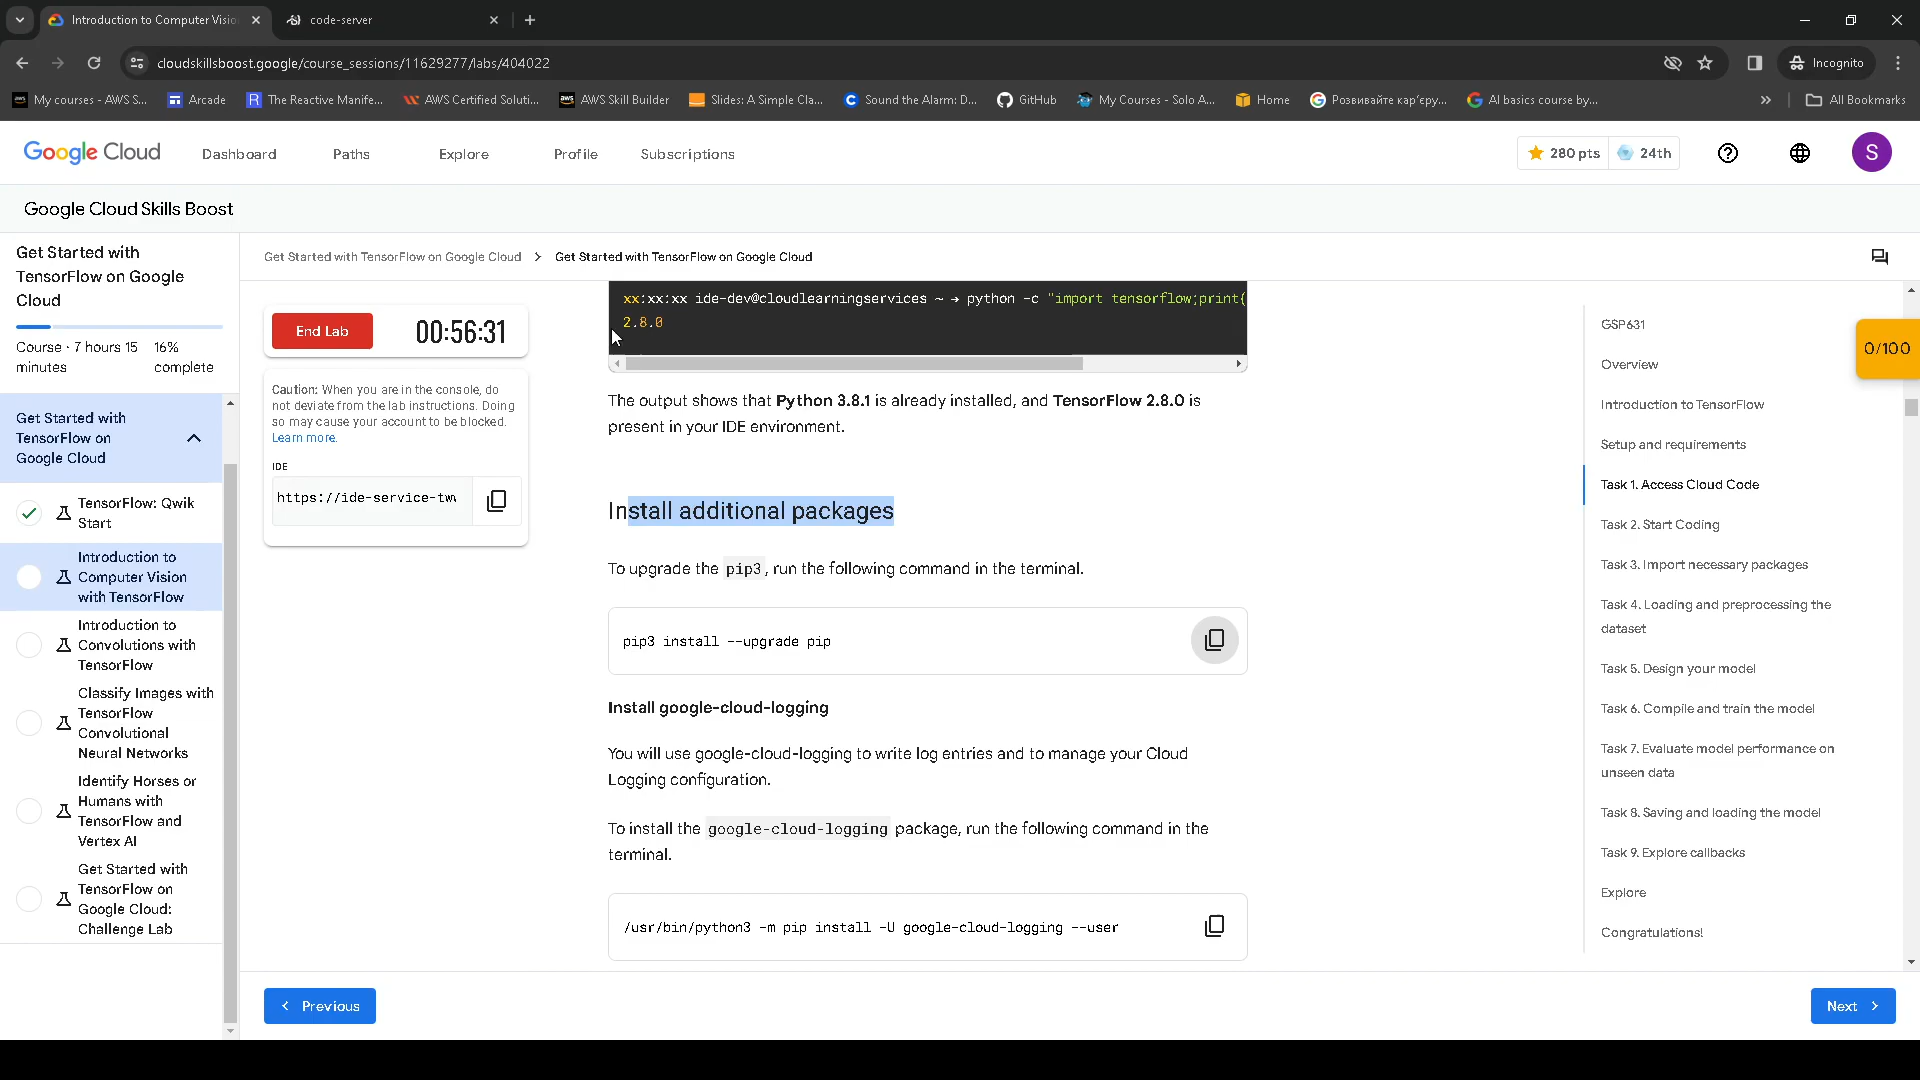 Introduction to Computer Visio
code-server
cloudskillsboost.google/course_sessions/11629277/labs/404022
Incognito
My courses - AWS S...
Arcade
The Reactive Manife...
AWS Certified Soluti...
AWS Skill Builder
Slides: A Simple Cla...
Sound the Alarm: D...
GitHub
My Courses - Solo A...
Home
Розвивайте кар'єру...
AI basics course by...
All Bookmarks
Google Cloud
Dashboard
Paths
Explore
Profile
Subscriptions
280 pts
24th
S
Google Cloud Skills Boost
Get Started with
TensorFlow on Google
Cloud
Course · 7 hours 15
minutes
16%
complete
Get Started with
TensorFlow on
Google Cloud
TensorFlow: Qwik
Start
Introduction to
Computer Vision
with TensorFlow
Introduction to
Convolutions with
TensorFlow
Classify Images with
TensorFlow
Convolutional
Neural Networks
Identify Horses or
Humans with
TensorFlow and
Vertex AI
Get Started with
TensorFlow on
Google Cloud:
Challenge Lab
Get Started with TensorFlow on Google Cloud > Get Started with TensorFlow on Google Cloud
End Lab
00:56:31
Caution: When you are in the console, do
not deviate from the lab instructions. Doing
so may cause your account to be blocked.
Learn more.
IDE
https://ide-service-tw
xx:xx:xx ide-dev@cloudlearningservices ~ → python -c "import tensorflow;print(
2.8.0
The output shows that Python 3.8.1 is already installed, and TensorFlow 2.8.0 is
present in your IDE environment.
Install additional packages
To upgrade the pip3, run the following command in the terminal.
pip3 install --upgrade pip
Install google-cloud-logging
You will use google-cloud-logging to write log entries and to manage your Cloud
Logging configuration.
To install the google-cloud-logging package, run the following command in the
terminal.
/usr/bin/python3 -m pip install -U google-cloud-logging --user
GSP631
Overview
Introduction to TensorFlow
Setup and requirements
Task 1. Access Cloud Code
Task 2. Start Coding
Task 3. Import necessary packages
Task 4. Loading and preprocessing the
dataset
Task 5. Design your model
Task 6. Compile and train the model
Task 7. Evaluate model performance on
unseen data
Task 8. Saving and loading the model
Task 9. Explore callbacks
Explore
Congratulations!
0/100
Previous
Next